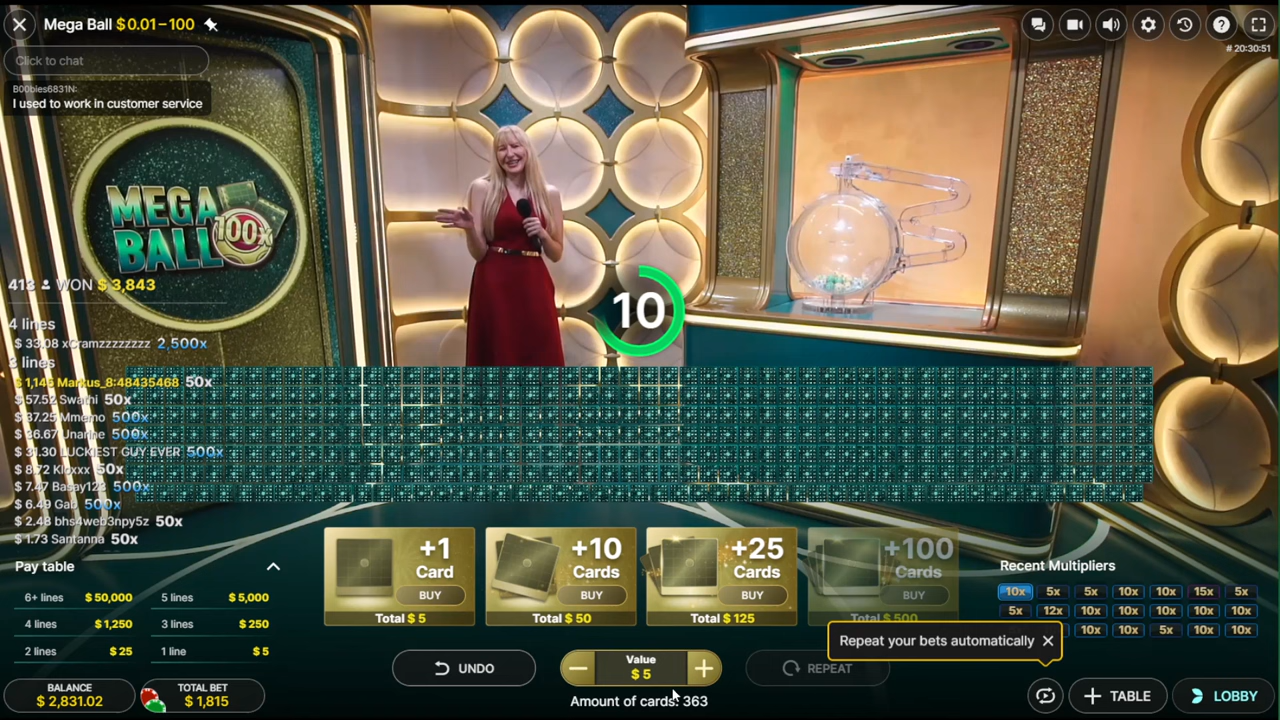 Mega Ball $0.01–100
# 20:30:51
Click to chat
B00bies6831N:
I used to work in customer service
MEGA
BALL
100x
413 WON $ 3,843
4 lines
$ 33.08 xCramzzzzzzzz 2,500x
3 lines
$ 1,146 Markus_8:48435468 50x
$ 57.52 Swathi 50x
$ 37.25 Mmemo 500x
$ 36.67 Unanne 500x
$ 31.30 LUCKIEST GUY EVER 500x
$ 8.72 Kloxxx 50x
$ 7.47 Basay123 500x
$ 6.49 Gab 500x
$ 2.48 bhs4web3npy5z 50x
$ 1.73 Santanna 50x
10
Pay table
6+ lines $ 50,000 5 lines $ 5,000
4 lines $ 1,250 3 lines $ 250
2 lines $ 25 1 line $ 5
+1
Card
BUY
Total $ 5
+10
Cards
BUY
Total $ 50
+25
Cards
BUY
Total $ 125
+100
Cards
BUY
Total $ 500
Recent Multipliers
10x 5x 5x 10x 10x 15x 5x
5x 12x 10x 10x 10x 10x 10x
10x 10x 5x 10x 10x
Repeat your bets automatically
UNDO
Value
$ 5
REPEAT
Amount of cards: 363
BALANCE
$ 2,831.02
TOTAL BET
$ 1,815
TABLE
LOBBY